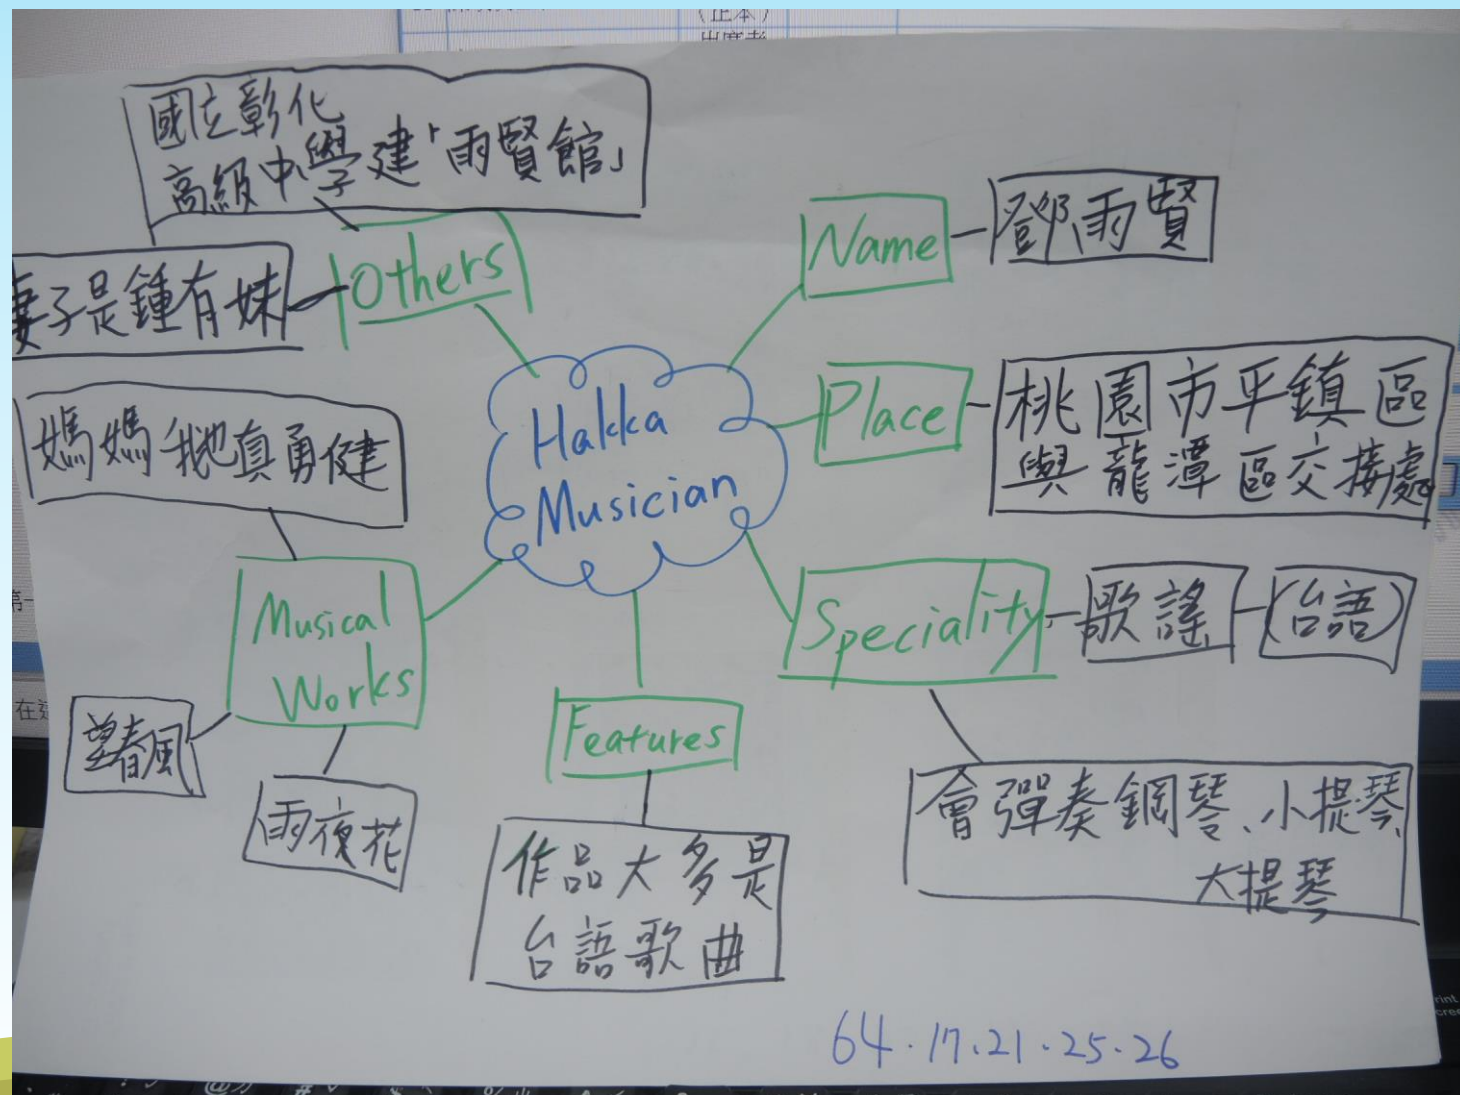 (正本)
國立彰化
高級中學建「雨賢館」
Others
妻子是鍾有妹
Name
鄧雨賢
Place
桃園市平鎮區
與龍潭區交接處
Hakka
Musician
媽媽我也真勇健
Musical
Works
望春風
雨夜花
Features
作品大多是
台語歌曲
Speciality
歌謠
(台語)
會彈奏鋼琴、小提琴、
大提琴
64.17.21.25.26